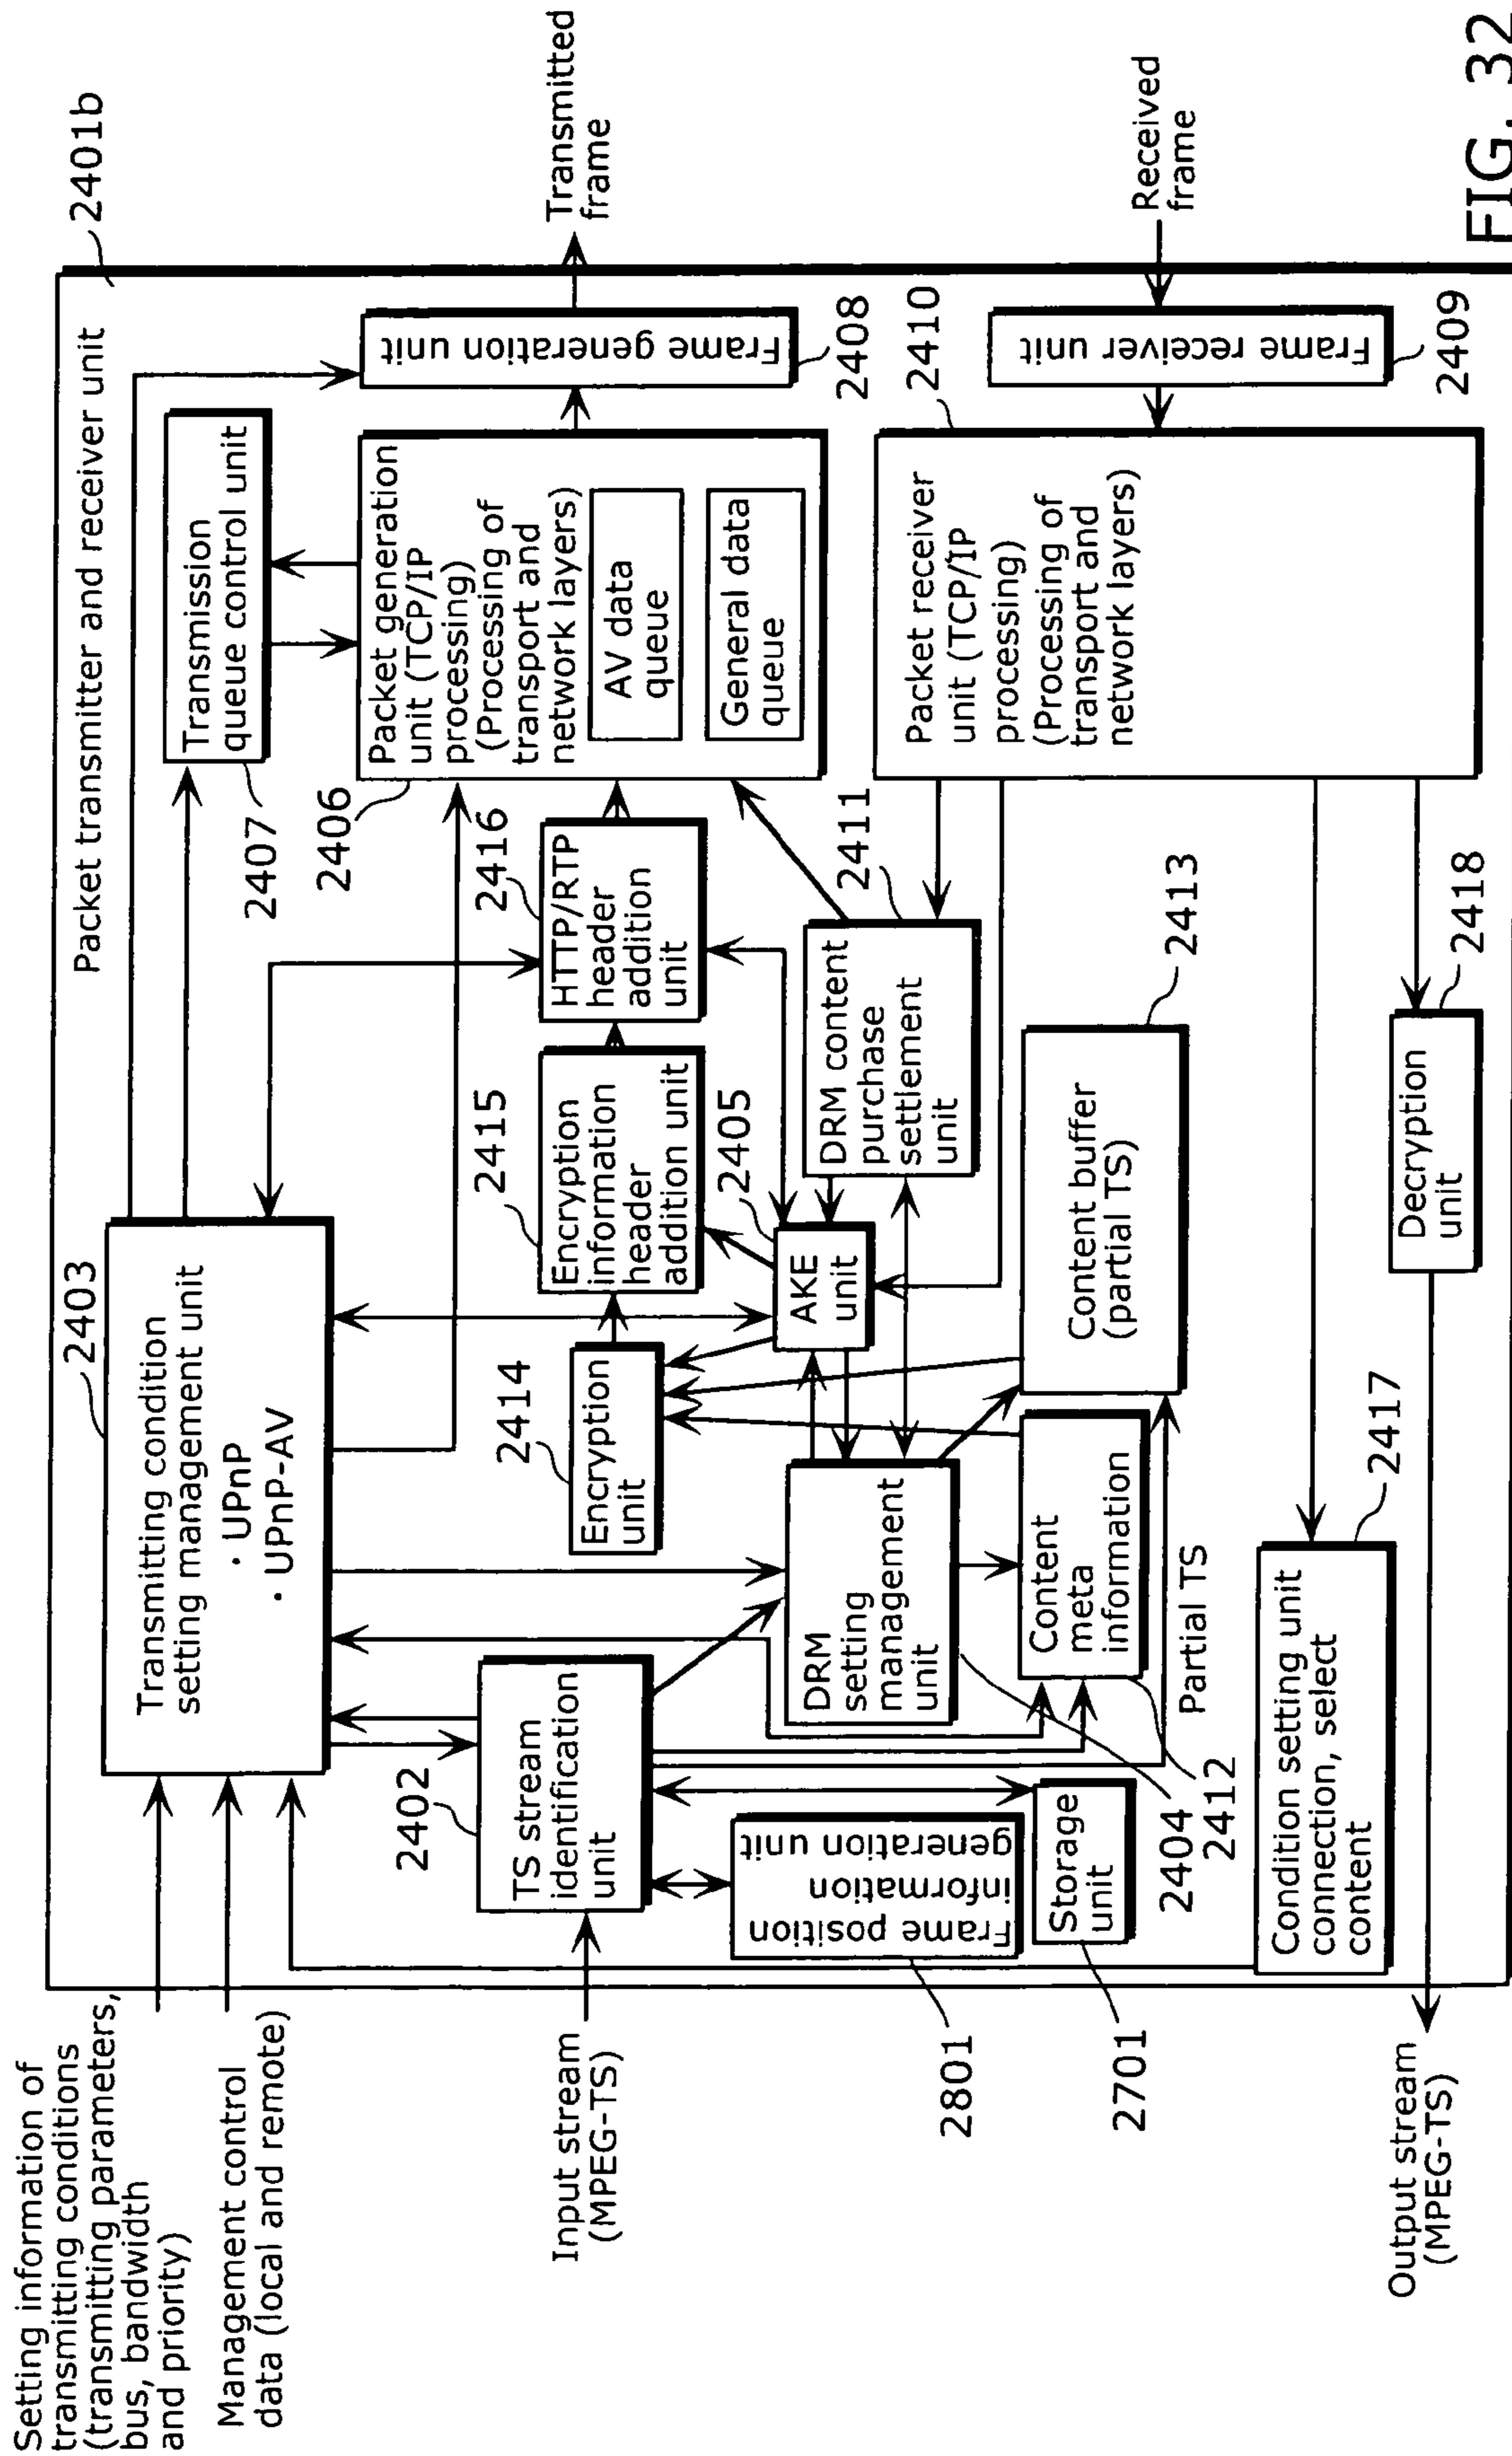 Setting information of
transmitting conditions
(transmitting parameters,
bus, bandwidth
and priority)
Management control
data (local and remote)
Input stream
(MPEG-TS)
2801
2701
Output stream
(MPEG-TS)
Packet transmitter and receiver unit
2401b
2403
Transmitting condition
setting management unit
· UPnP
· UPnP-AV
2407
Transmission
queue control unit
2402
TS stream
identification
unit
2414
Encryption
unit
2415
Encryption
information
header
addition unit
2416
HTTP/RTP
header
addition
unit
2406
Packet generation
unit (TCP/IP
processing)
(Processing of
transport and
network layers)
AV data
queue
General data
queue
Frame generation unit
2408
Transmitted
frame
Frame position
information
generation unit
Storage
unit
2404
2412
DRM
setting
management
unit
2405
AKE
unit
2411
DRM content
purchase
settlement
unit
Content
meta
information
Partial TS
2413
Content buffer
(partial TS)
2410
Packet receiver
unit (TCP/IP
processing)
(Processing of
transport and
network layers)
Frame receiver unit
2409
Received
frame
2417
Condition setting unit
connection, select
content
2418
Decryption
unit
FIG. 32